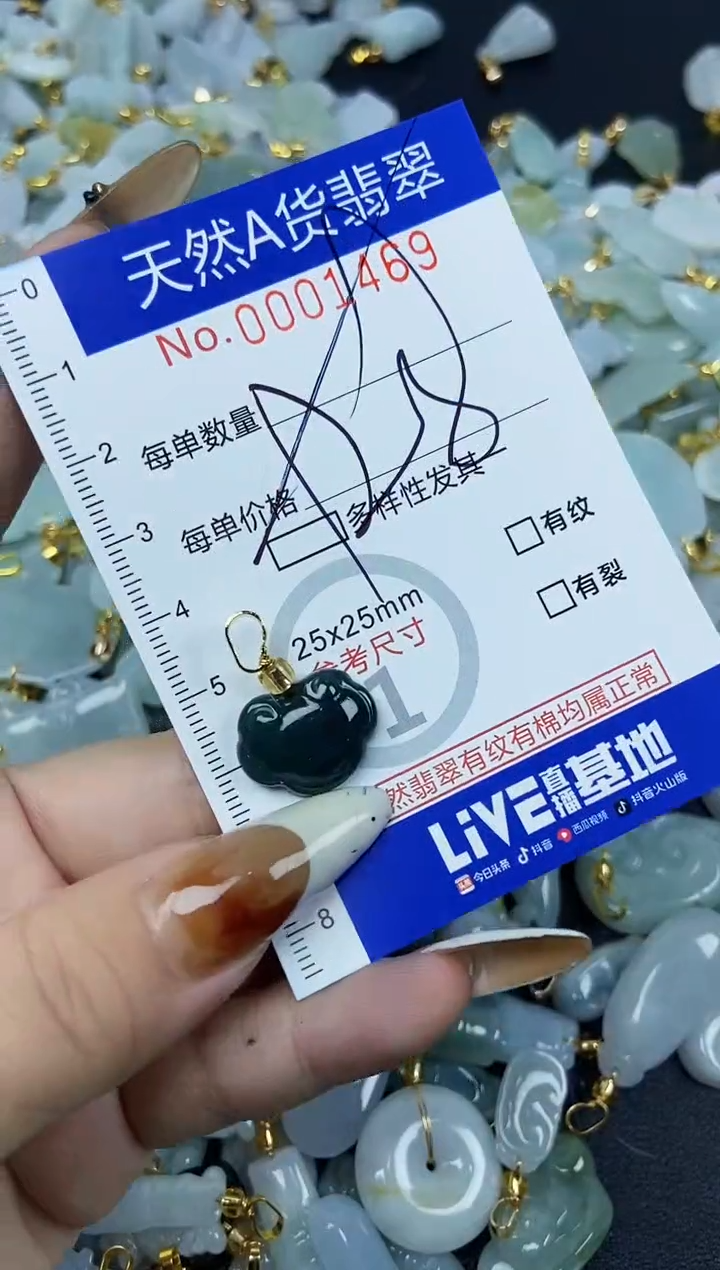 天然A货翡翠
No.0001469
每单数量
每单价格
多样性发其
有纹
有裂
25x25mm
参考尺寸
1
然翡翠有纹有棉均属正常
LiVE直播基地
今日头条 抖音 西瓜视频 抖音火山版
0
1
2
3
4
5
8